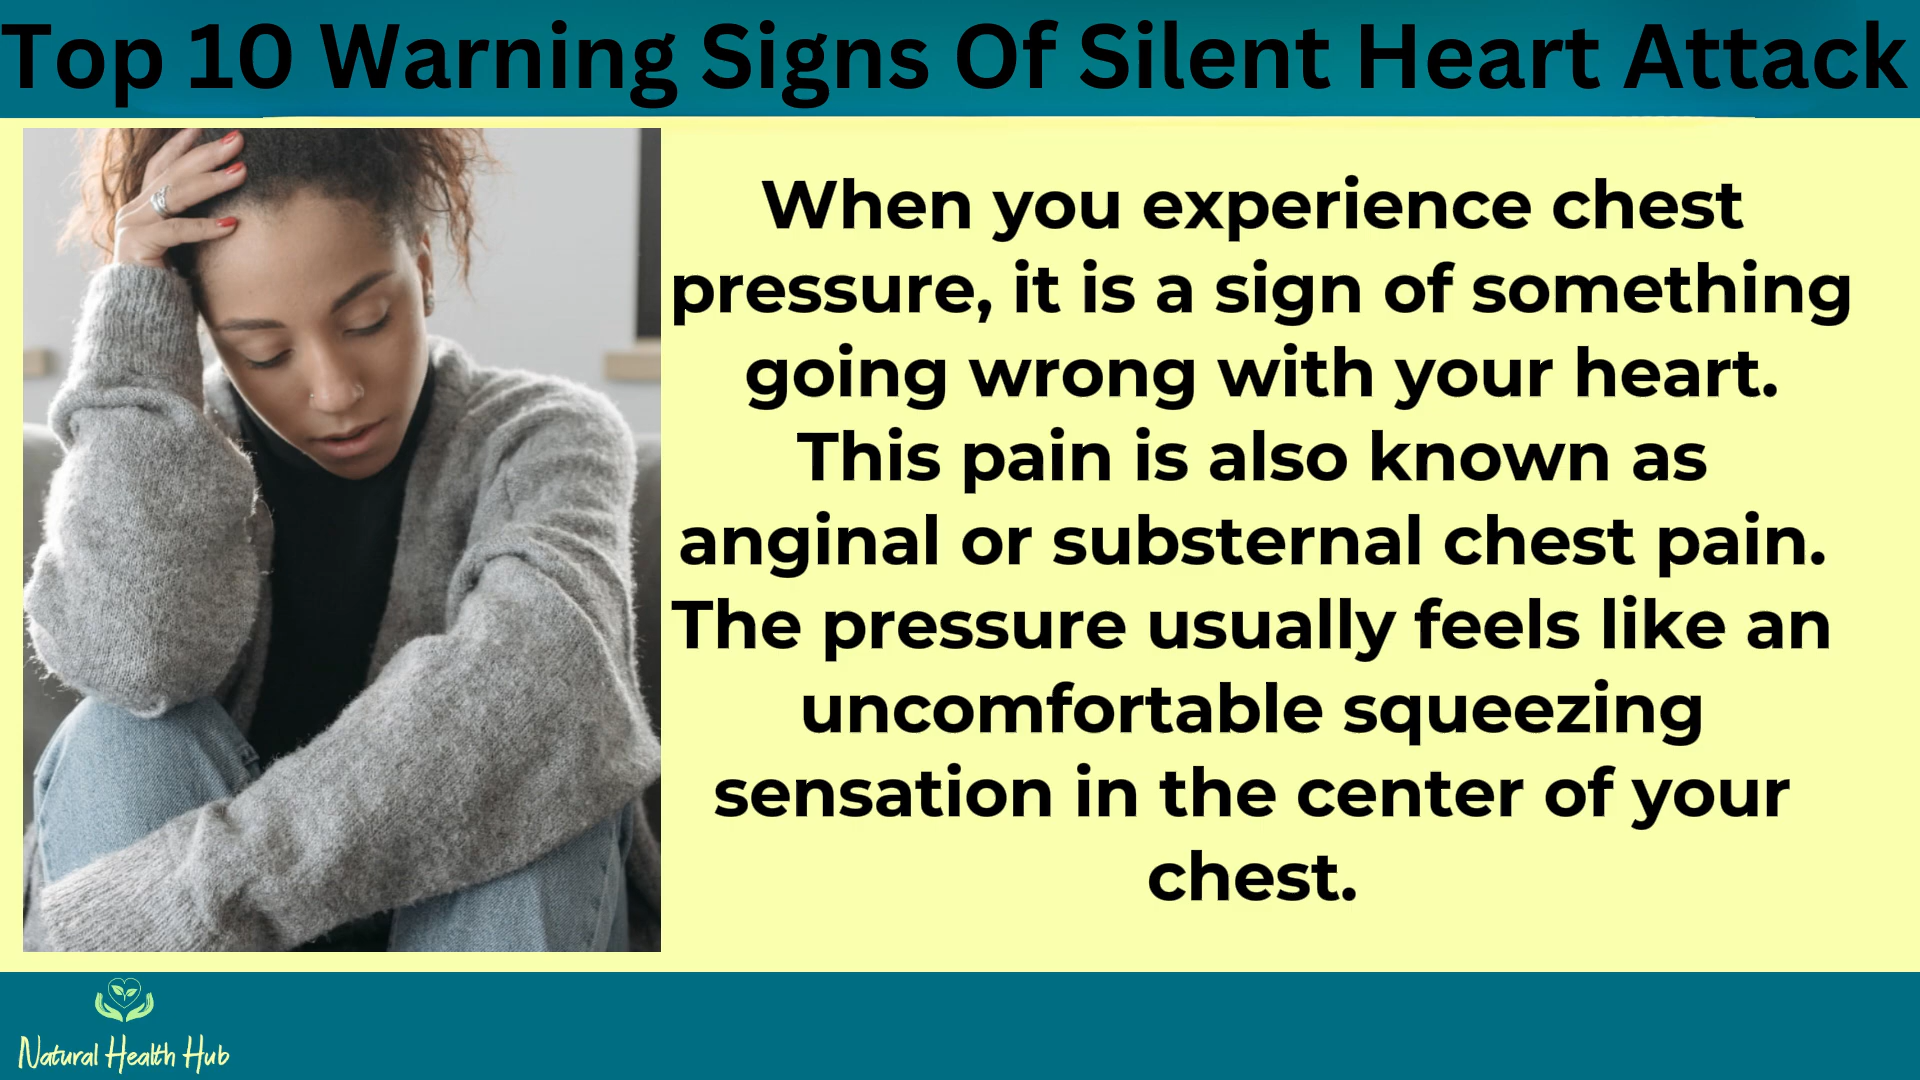 Top 10 Warning Signs Of Silent Heart Attack
When you experience chest
pressure, it is a sign of something
going wrong with your heart.
This pain is also known as
anginal or substernal chest pain.
The pressure usually feels like an
uncomfortable squeezing
sensation in the center of your
chest.
Natural Health Hub